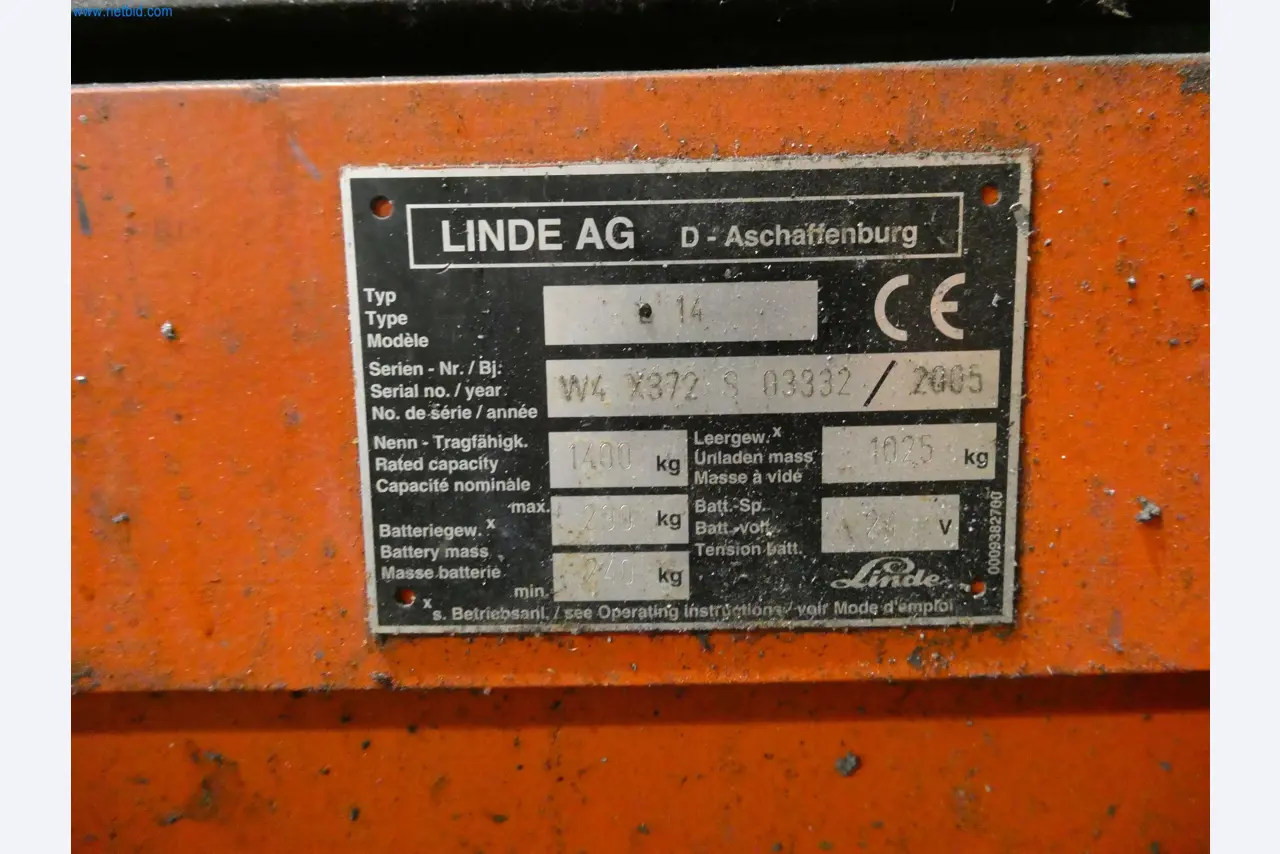 www.netbid.com
LINDE AG D - Aschaffenburg
Typ
Type
Modèle
L 14
Serien - Nr. / Bj.
Serial no. / year
No. de série / année
W4 X372 S 03332 / 2005
Nenn - Tragfähigk.
Rated capacity
Capacité nominale
1400 kg
Leergew. x
Unladen mass
Masse à vide
1025 kg
Batteriegew. x
Battery mass
Masse batterie
max.
kg
min
kg
Batt.-Sp.
Batt.-volt.
Tension batt.
24 V
Linde
0009382700
x s. Betriebsanl. / see Operating instructions / voir Mode d'emploi